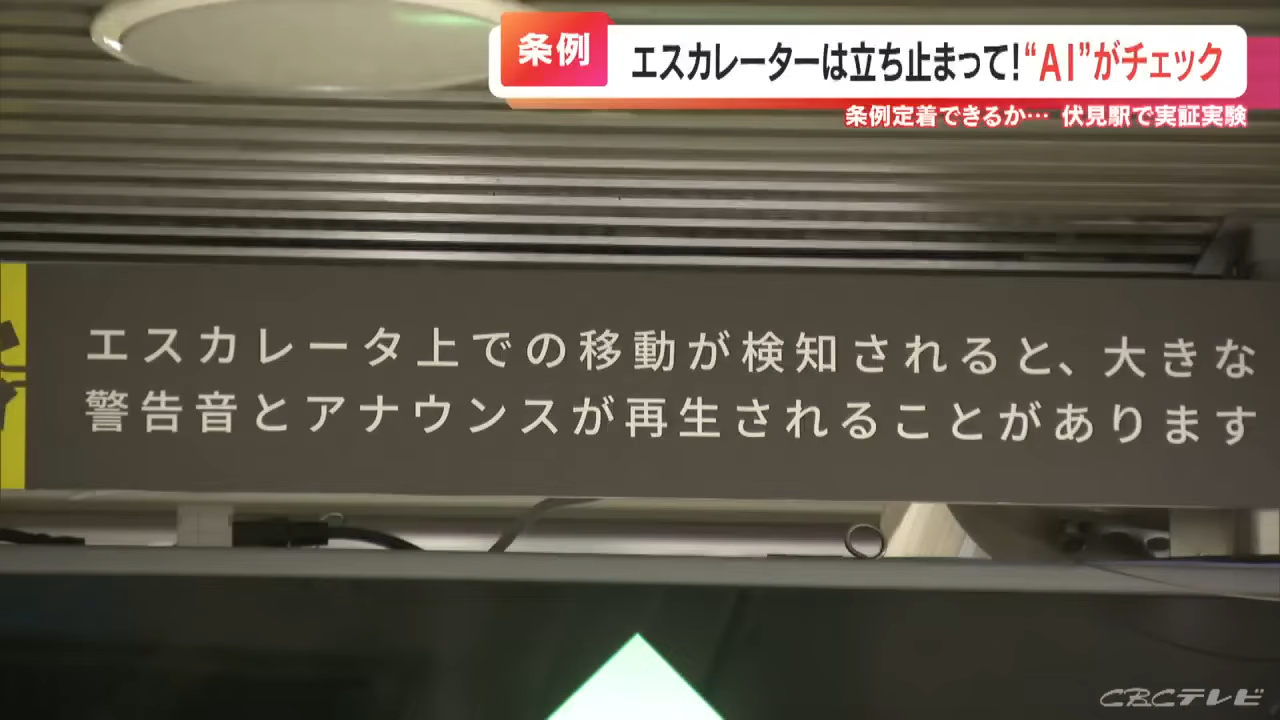 条例
エスカレーターは立ち止まって!“AI”がチェック
条例定着できるか… 伏見駅で実証実験
エスカレータ上での移動が検知されると、大きな
警告音とアナウンスが再生されることがあります
CBCテレビ